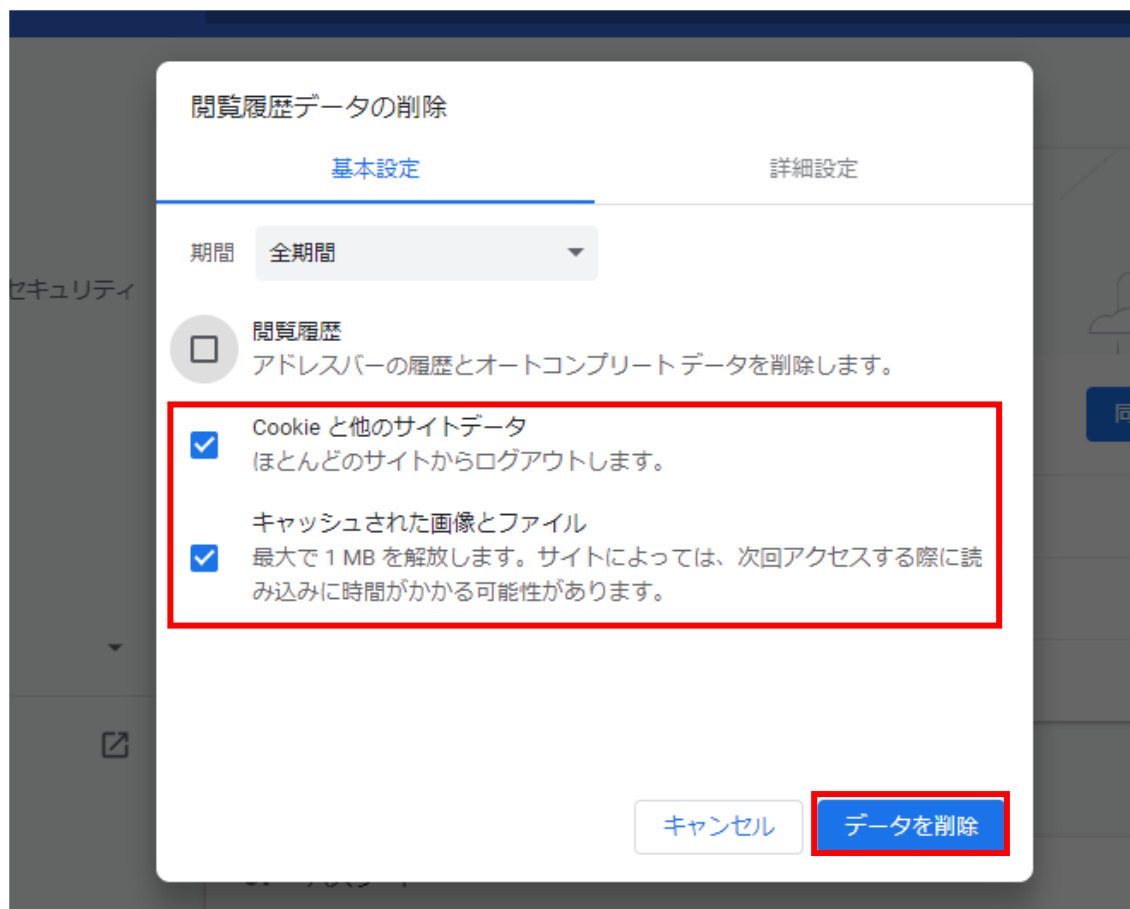 閲覧履歴データの削除
基本設定
詳細設定
期間
全期間
セキュリティ
閲覧履歴
アドレスバーの履歴とオートコンプリート データを削除します。
Cookie と他のサイトデータ
ほとんどのサイトからログアウトします。
キャッシュされた画像とファイル
最大で 1 MB を解放します。サイトによっては、次回アクセスする際に読
み込みに時間がかかる可能性があります。
キャンセル
データを削除